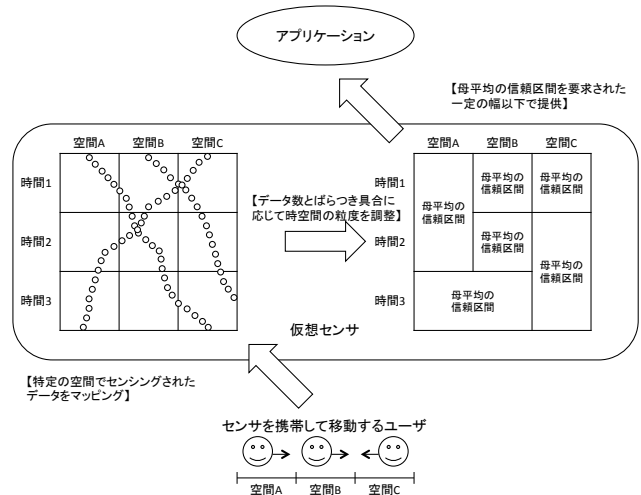 アプリケーション
【母平均の信頼区間を要求された
一定の幅以下で提供】
空間A 空間B 空間C
時間1
時間2
時間3
【データ数とばらつき具合に
応じて時空間の粒度を調整】
空間A 空間B 空間C
時間1
時間2
時間3
母平均の
信頼区間
母平均の
信頼区間
母平均の
信頼区間
母平均の
信頼区間
母平均の
信頼区間
母平均の
信頼区間
仮想センサ
【特定の空間でセンシングされた
データをマッピング】
センサを携帯して移動するユーザ
空間A 空間B 空間C